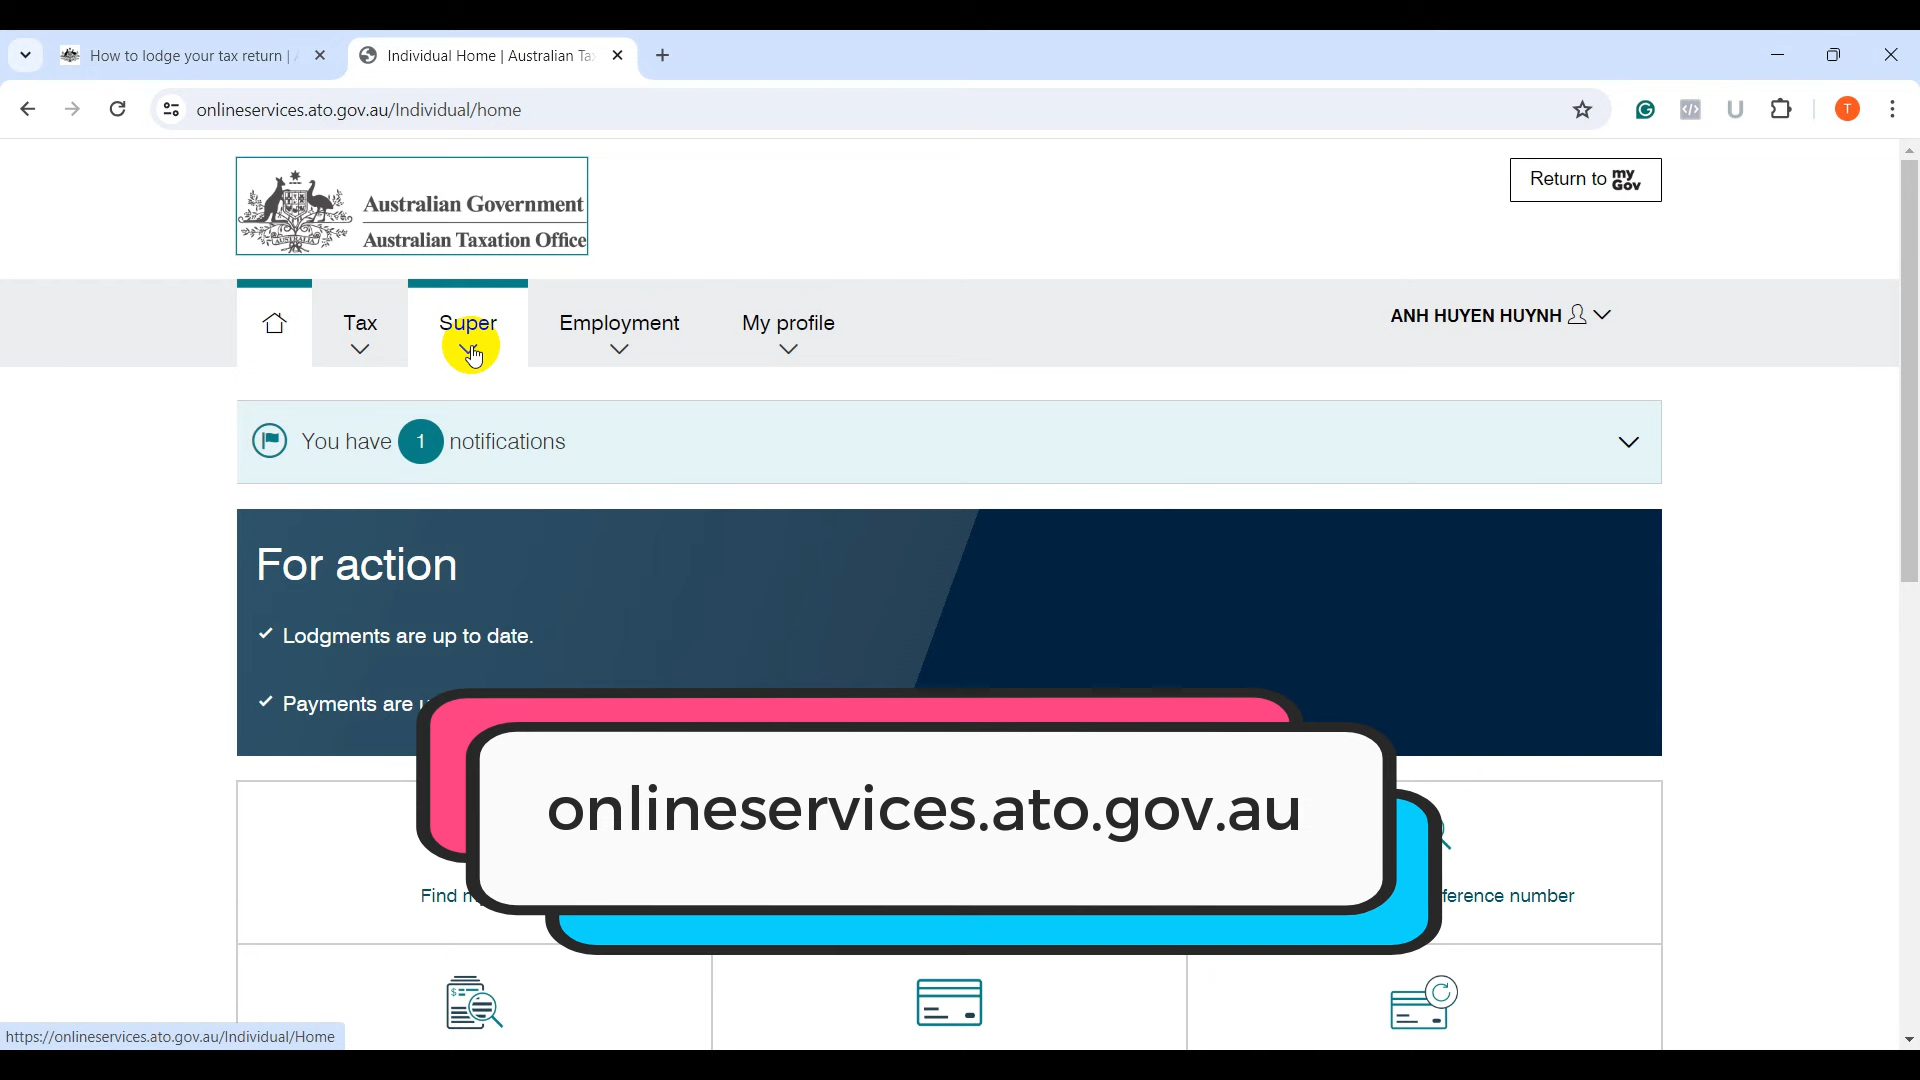 How to lodge your tax return |
Individual Home | Australian Ta
onlineservices.ato.gov.au/Individual/home
T
Australian Government
Australian Taxation Office
AUSTRALIA
Return to myGov
Tax
Super
Employment
My profile
ANH HUYEN HUYNH
You have 1 notifications
For action
Lodgments are up to date.
Payments are
onlineservices.ato.gov.au
Find
number
https://onlineservices.ato.gov.au/Individual/Home